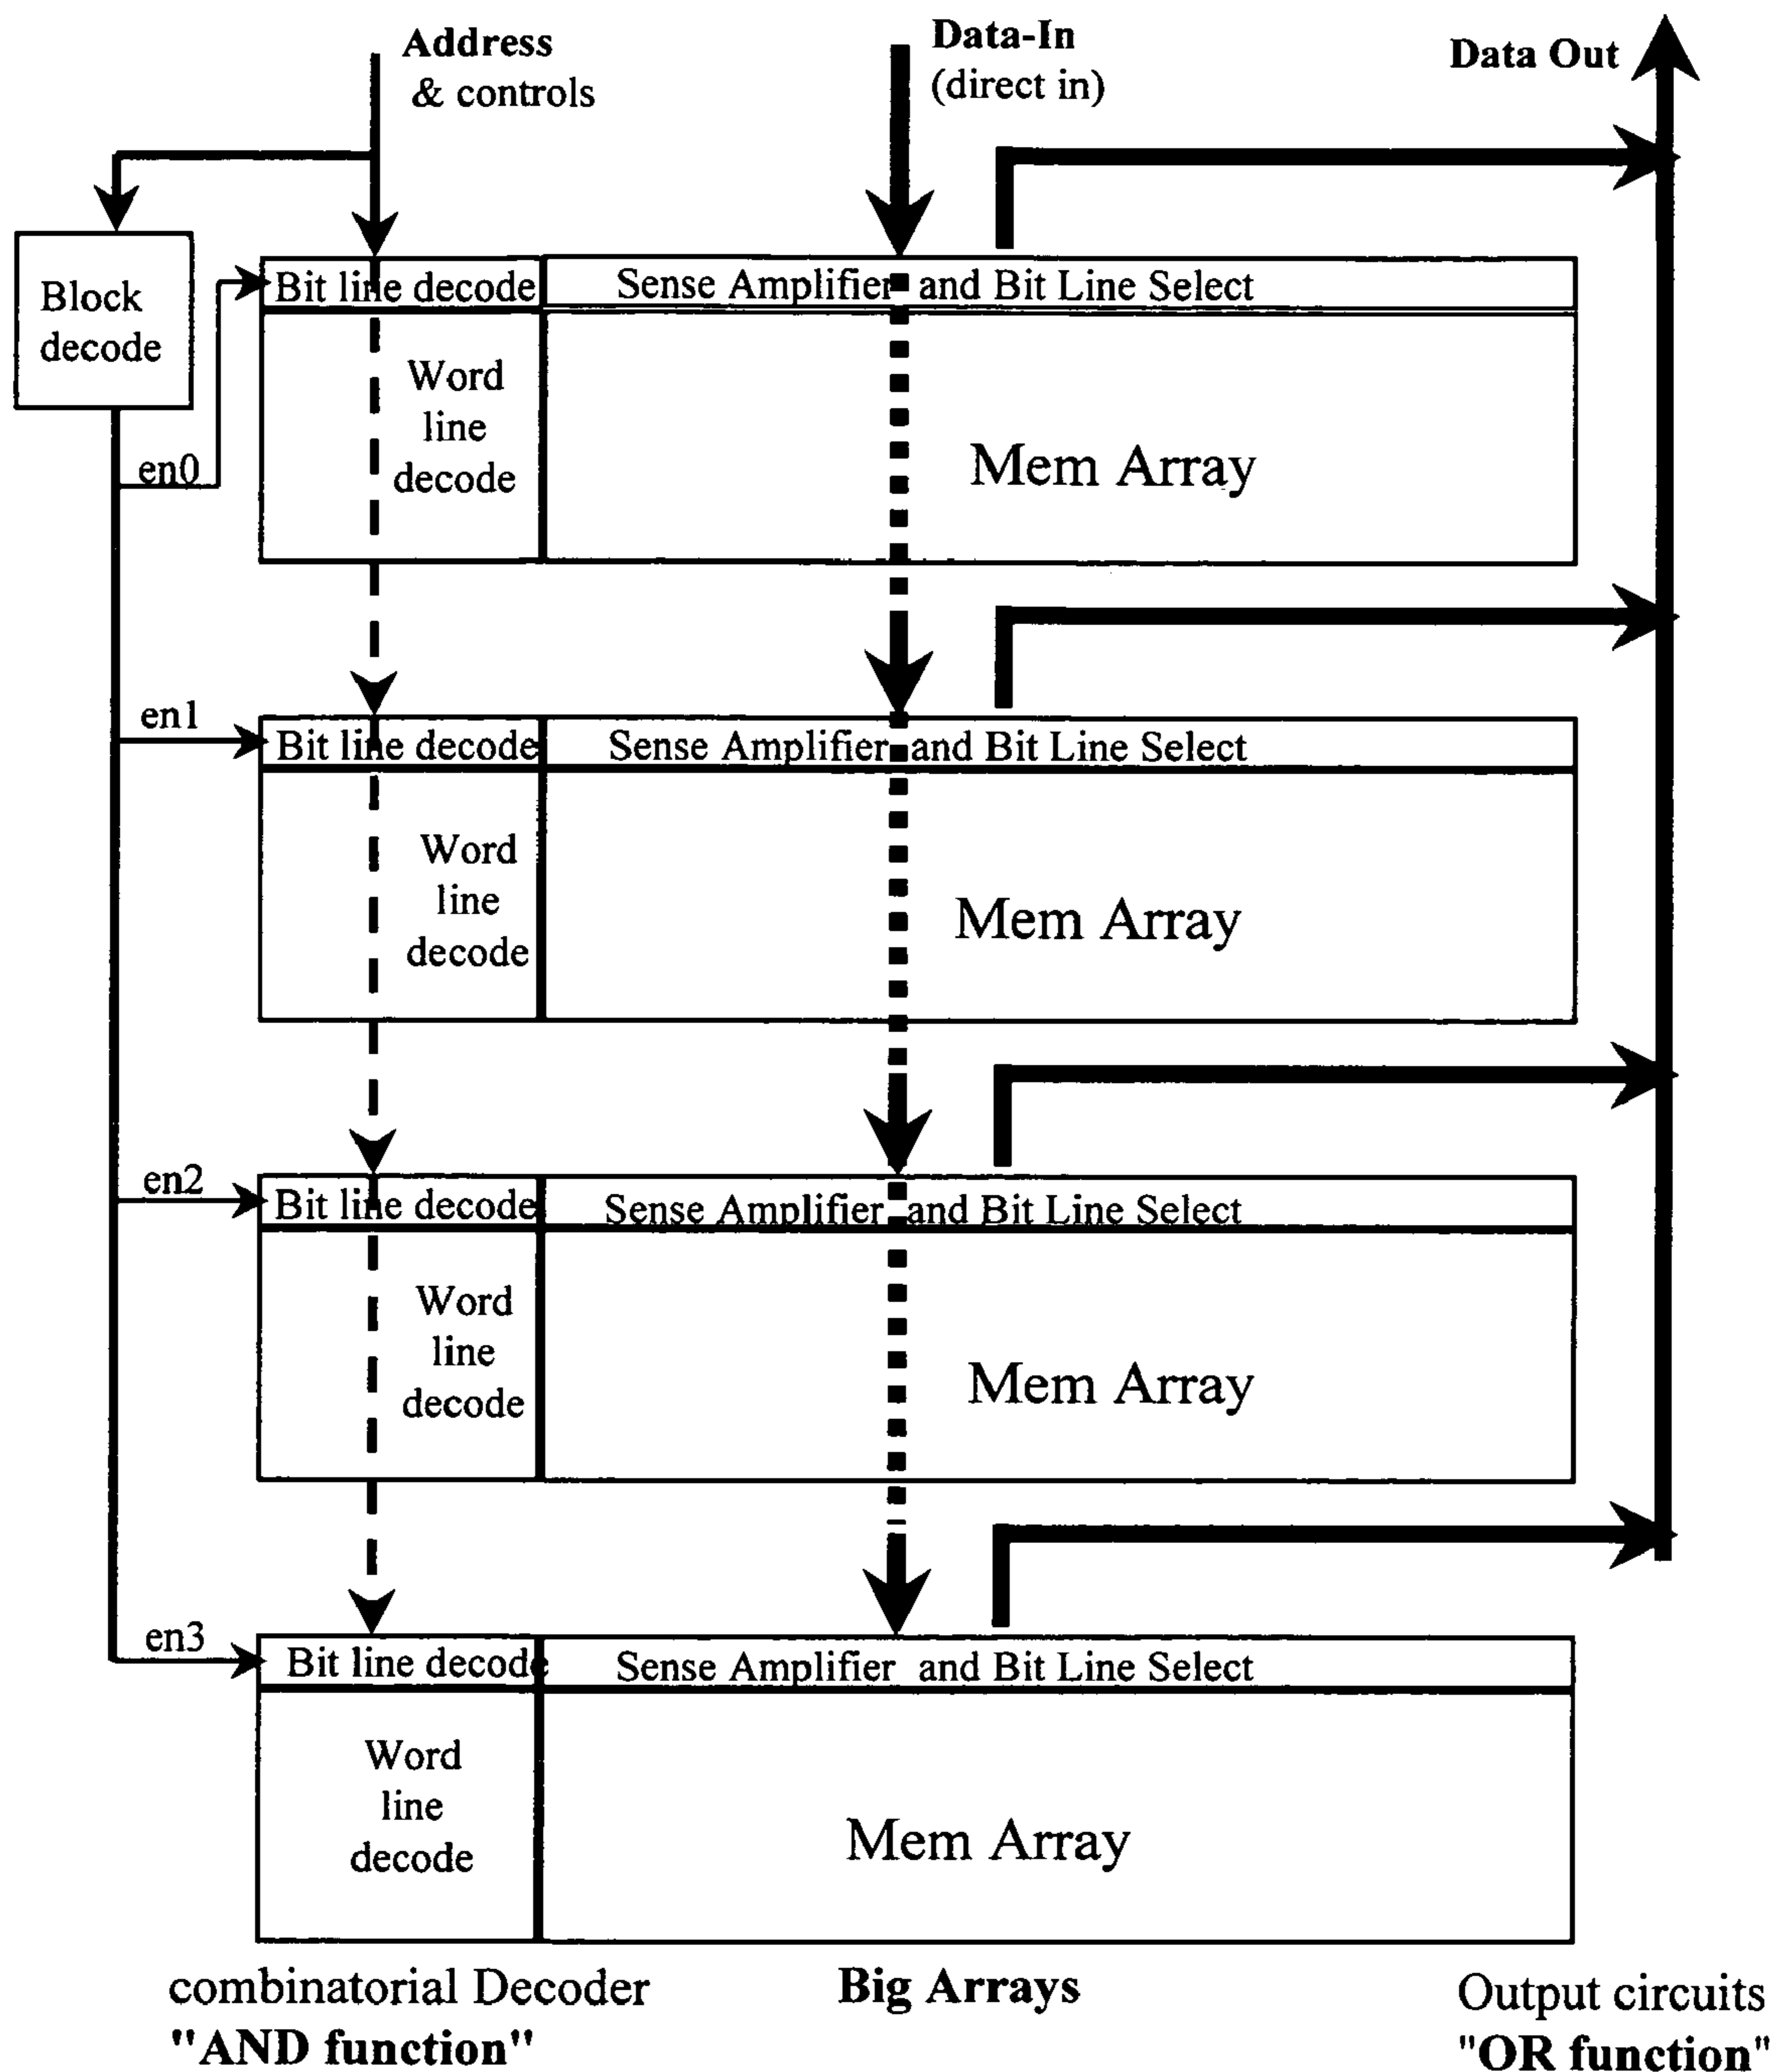 Address
& controls
Data-In
(direct in)
Data Out
Block
decode
en0
Bit line decode
Sense Amplifier and Bit Line Select
Word
line
decode
Mem Array
en1
Bit line decode
Sense Amplifier and Bit Line Select
Word
line
decode
Mem Array
en2
Bit line decode
Sense Amplifier and Bit Line Select
Word
line
decode
Mem Array
en3
Bit line decode
Sense Amplifier and Bit Line Select
Word
line
decode
Mem Array
combinatorial Decoder
"AND function"
Big Arrays
Output circuits
"OR function"